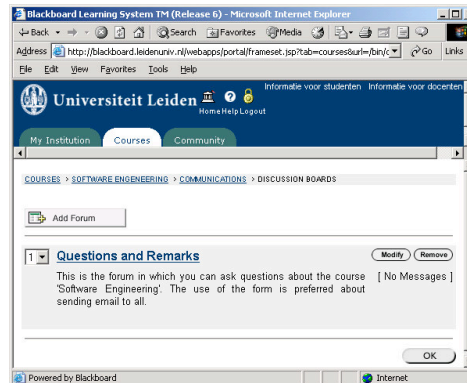 Blackboard Learning System TM (Release 6) - Microsoft Internet Explorer
Back Search Favorites Media
Address http://blackboard.leidenuniv.nl/webapps/portal/frameset.jsp?tab=courses&url=/bin/c Go Links
File Edit View Favorites Tools Help
Informatie voor studenten Informatie voor docenten
Universiteit Leiden
Home Help Logout
My Institution Courses Community
COURSES > SOFTWARE ENGENEERING > COMMUNICATIONS > DISCUSSION BOARDS
Add Forum
1 Questions and Remarks Modify Remove
This is the forum in which you can ask questions about the course [ No Messages ]
'Software Engineering'. The use of the form is preferred about
sending email to all.
OK
Powered by Blackboard Internet